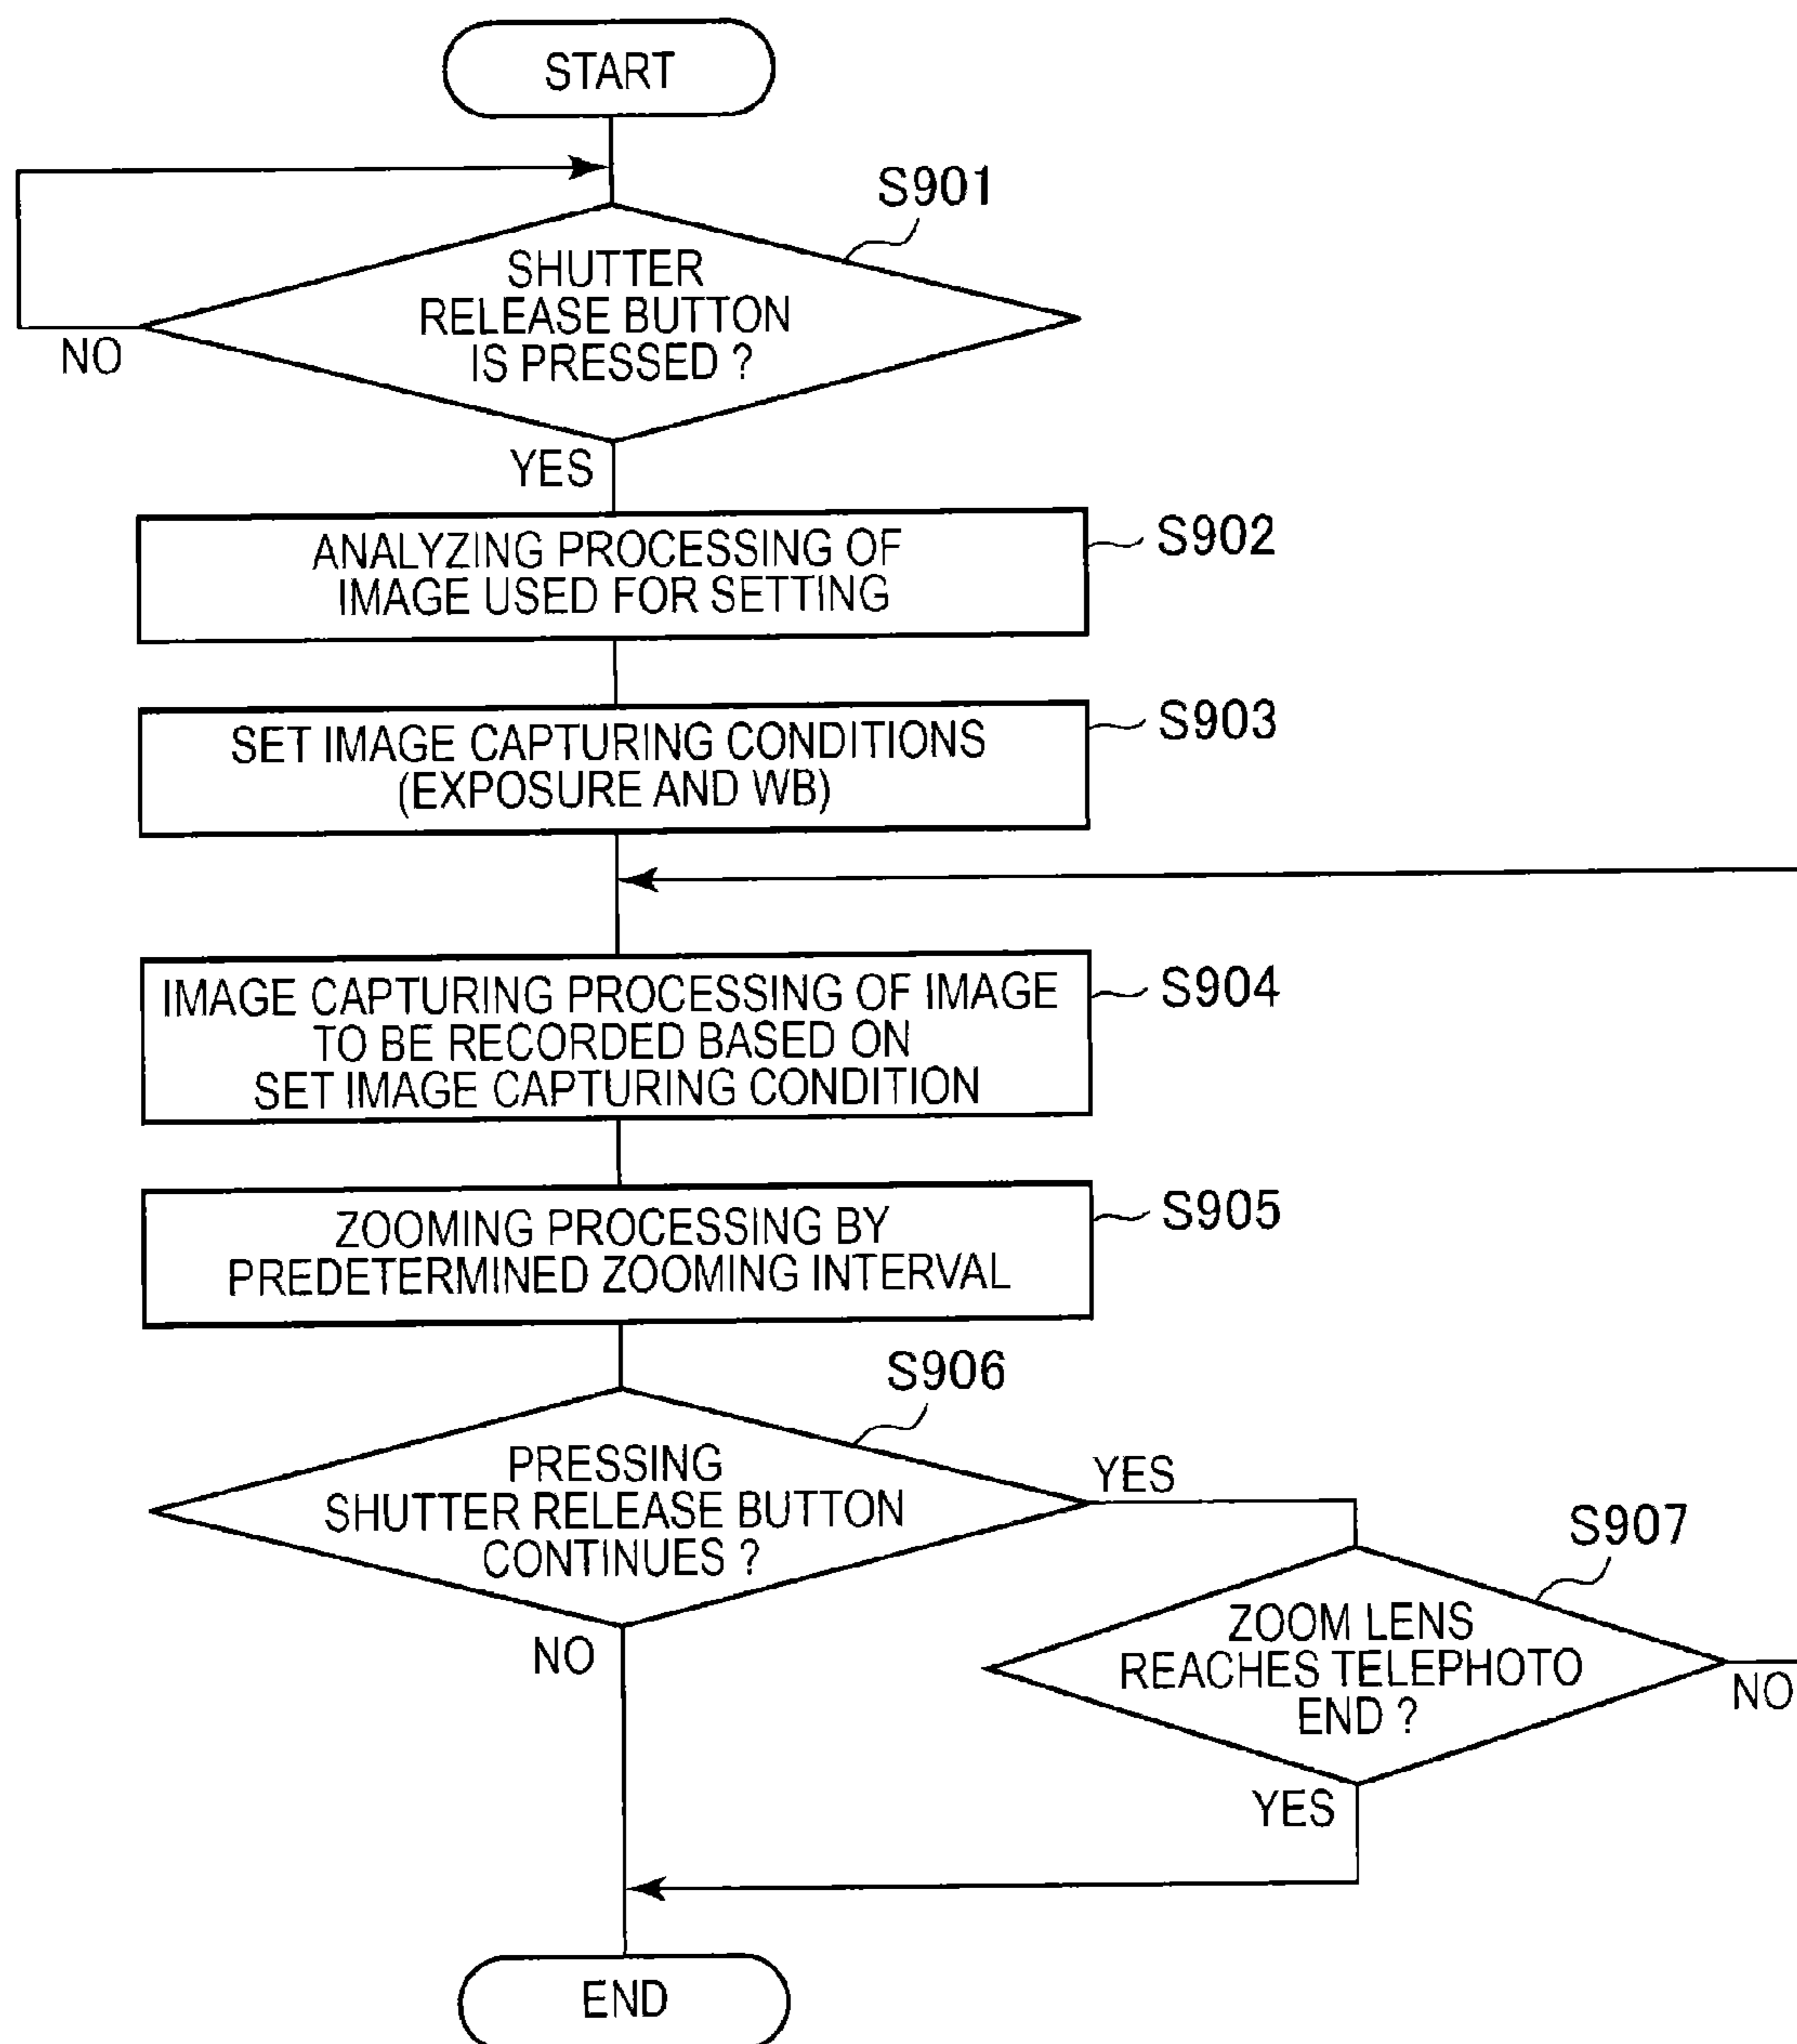 START
S901
SHUTTER
RELEASE BUTTON
IS PRESSED ?
NO
YES
ANALYZING PROCESSING OF
IMAGE USED FOR SETTING
S902
SET IMAGE CAPTURING CONDITIONS
(EXPOSURE AND WB)
S903
IMAGE CAPTURING PROCESSING OF IMAGE
TO BE RECORDED BASED ON
SET IMAGE CAPTURING CONDITION
S904
ZOOMING PROCESSING BY
PREDETERMINED ZOOMING INTERVAL
S905
S906
PRESSING
SHUTTER RELEASE BUTTON
CONTINUES ?
YES
NO
S907
ZOOM LENS
REACHES TELEPHOTO
END ?
NO
YES
END